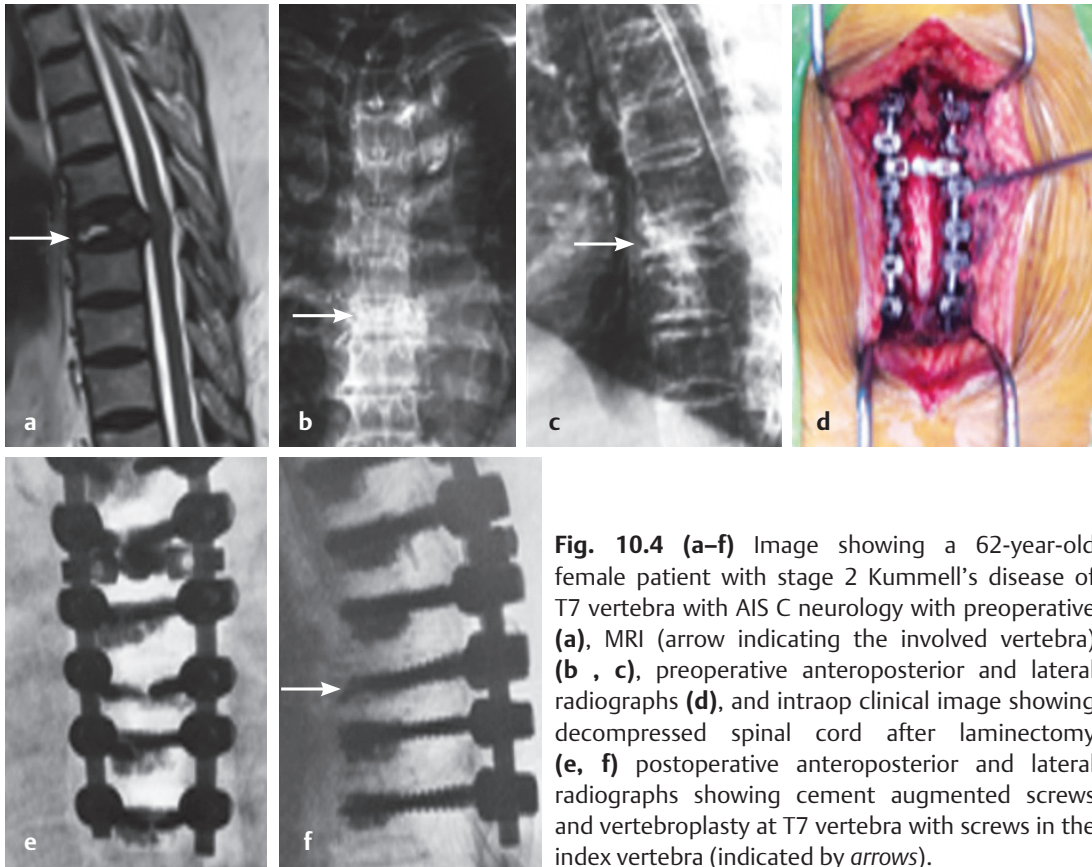 a
b
c
d
e
f
Fig. 10.4 (a–f) Image showing a 62-year-old
female patient with stage 2 Kummell's disease of
T7 vertebra with AIS C neurology with preoperative
(a), MRI (arrow indicating the involved vertebra)
(b , c), preoperative anteroposterior and lateral
radiographs (d), and intraop clinical image showing
decompressed spinal cord after laminectomy
(e, f) postoperative anteroposterior and lateral
radiographs showing cement augmented screws
and vertebroplasty at T7 vertebra with screws in the
index vertebra (indicated by arrows).